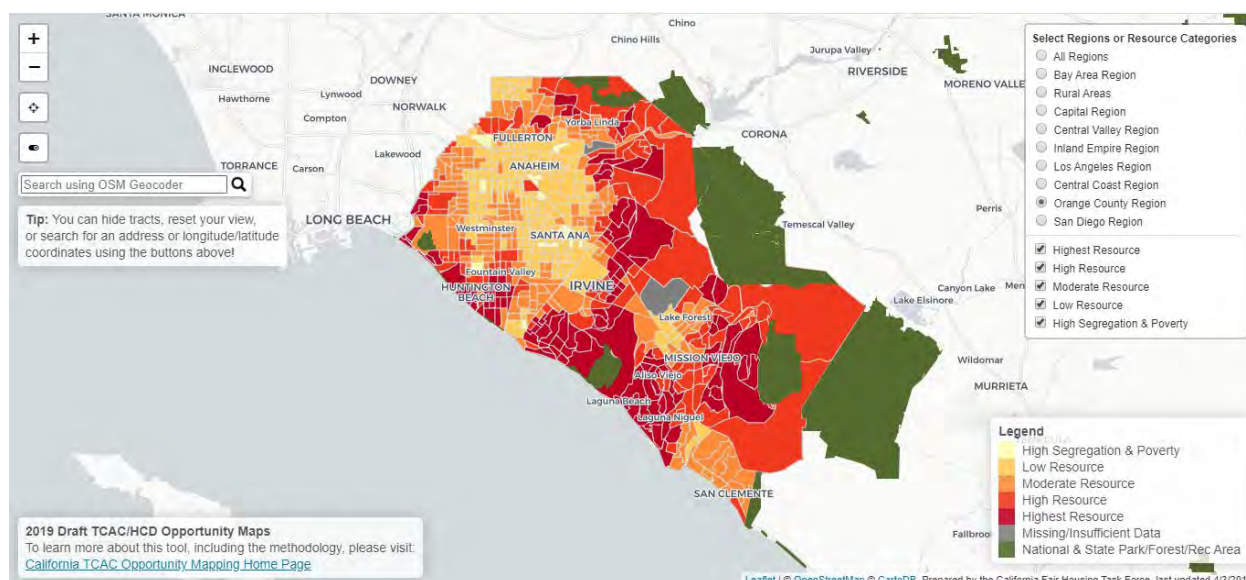 SANTA MONICA
Chino
Chino Hills
Jurupa Valley
RIVERSIDE
MORENO VALLE
INGLEWOOD
DOWNEY
Hawthorne
Lynwood
NORWALK
Compton
Yorba Linda
CORONA
FULLERTON
Lakewood
TORRANCE
Carson
ANAHEIM
LONG BEACH
Perris
Temescal Valley
Westminster
SANTA ANA
Fountain Valley
HUNTINGTON
BEACH
IRVINE
Canyon Lake
Men
Lake Elsinore
Lake Forest
MISSION VIEJO
Wildomar
Aliso Viejo
MURRIETA
Laguna Beach
Laguna Niguel
SAN CLEMENTE
Fallbroo
+
−
Search using OSM Geocoder
Tip: You can hide tracts, reset your view,
or search for an address or longitude/latitude
coordinates using the buttons above!
Select Regions or Resource Categories
All Regions
Bay Area Region
Rural Areas
Capital Region
Central Valley Region
Inland Empire Region
Los Angeles Region
Central Coast Region
Orange County Region
San Diego Region
Highest Resource
High Resource
Moderate Resource
Low Resource
High Segregation & Poverty
Legend
High Segregation & Poverty
Low Resource
Moderate Resource
High Resource
Highest Resource
Missing/Insufficient Data
National & State Park/Forest/Rec Area
2019 Draft TCAC/HCD Opportunity Maps
To learn more about this tool, including the methodology, please visit:
California TCAC Opportunity Mapping Home Page
Leaflet | © OpenStreetMap © CartoDB, Prepared by the California Fair Housing Task Force, last updated